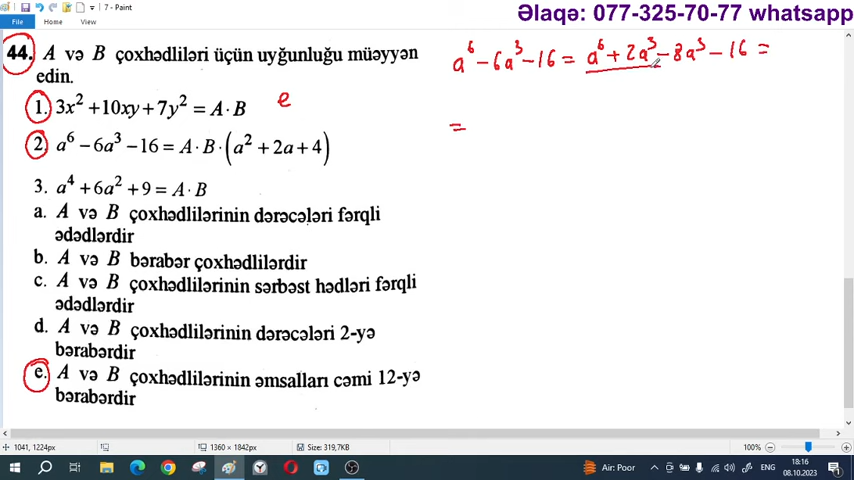 7 - Paint
Əlaqə: 077-325-70-77 whatsapp
File Home View
44. A və B çoxhədliləri üçün uyğunluğu müəyyən
edin.
1. 3x² +10xy+7y² = A·B e
2. a⁶ −6a³ −16 = A·B·(a² +2a+4)
3. a⁴ +6a² +9 = A·B
a. A və B çoxhədlilərinin dərəcələri fərqli
ədədlərdir
b. A və B bərabər çoxhədlilərdir
c. A və B çoxhədlilərinin sərbəst hədləri fərqli
ədədlərdir
d. A və B çoxhədlilərinin dərəcələri 2-yə
bərabərdir
e. A və B çoxhədlilərinin əmsalları cəmi 12-yə
bərabərdir
a⁶ − 6a³ − 16 = a⁶ + 2a³ − 8a³ − 16 =
=
1041, 1224px 1360 × 1842px Size: 319,7KB 100%
Air: Poor ENG 18:16
08.10.2023